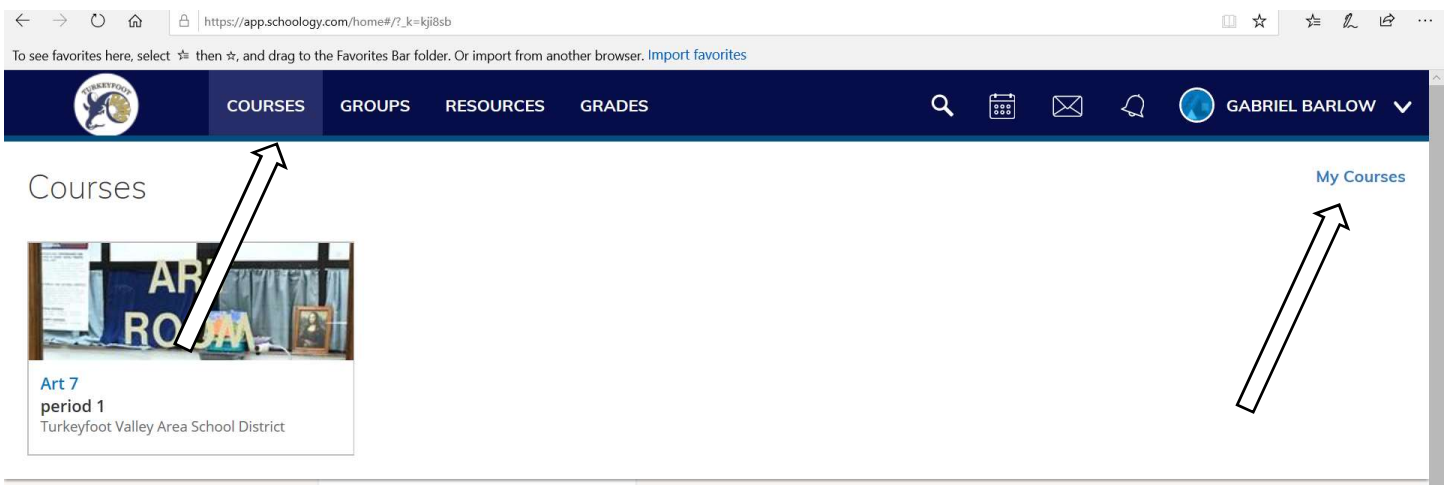 https://app.schoology.com/home#/?_k=kji8sb
To see favorites here, select then , and drag to the Favorites Bar folder. Or import from another browser. Import favorites
TURKEYFOOT
COURSES GROUPS RESOURCES GRADES GABRIEL BARLOW
Courses
My Courses
ART
ROOM
Art 7
period 1
Turkeyfoot Valley Area School District